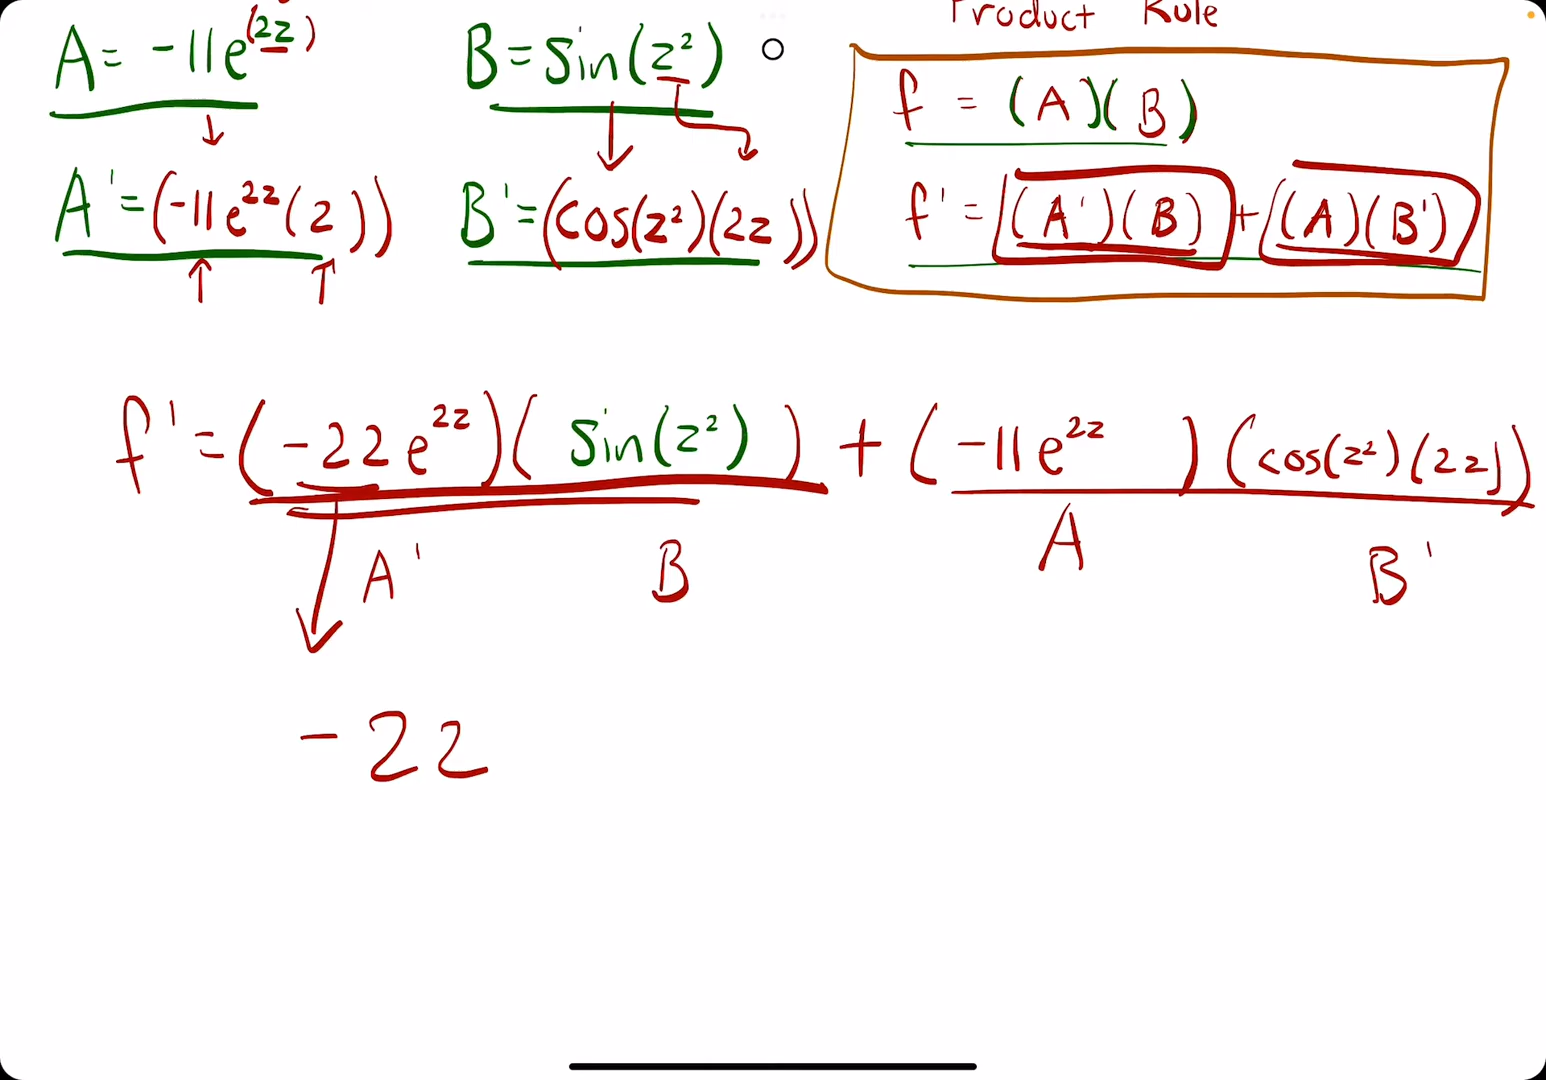 Product Rule
A = -11e^(2z) B = Sin(z²) f = (A)(B)
A' = (-11e^2z(2)) B' = (cos(z²)(2z)) f' = (A')(B) + (A)(B')
f' = (-22e^2z)(Sin(z²)) + (-11e^2z)(cos(z²)(2z))
A' B A B'
-22